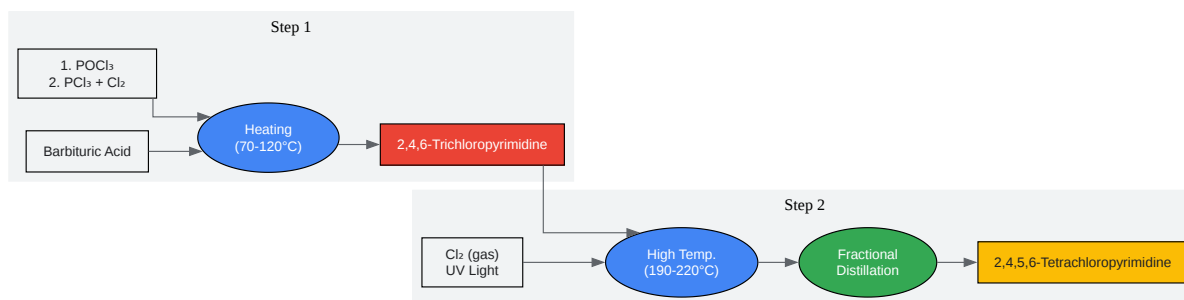 Step 1
1. POCl₃
2. PCl₃ + Cl₂
Heating
(70-120°C)
2,4,6-Trichloropyrimidine
Barbituric Acid
Step 2
Cl₂ (gas)
UV Light
High Temp.
(190-220°C)
Fractional
Distillation
2,4,5,6-Tetrachloropyrimidine